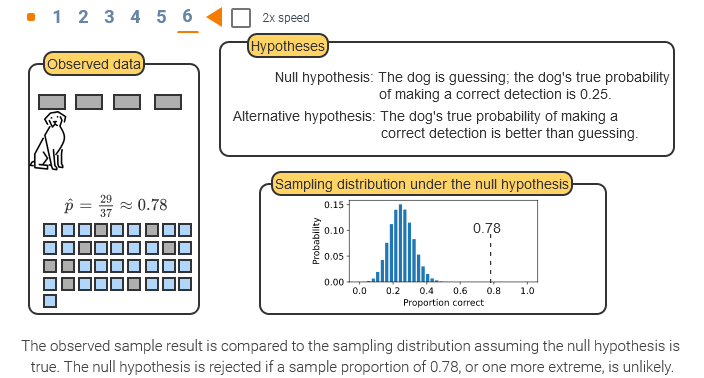 1 2 3 4 5 6 2x speed
Observed data
p̂ = 29/37 ≈ 0.78
Hypotheses
Null hypothesis: The dog is guessing; the dog's true probability
of making a correct detection is 0.25.
Alternative hypothesis: The dog's true probability of making a
correct detection is better than guessing.
Sampling distribution under the null hypothesis
0.15
0.10
0.05
0.00
Probability
0.78
0.0 0.2 0.4 0.6 0.8 1.0
Proportion correct
The observed sample result is compared to the sampling distribution assuming the null hypothesis is
true. The null hypothesis is rejected if a sample proportion of 0.78, or one more extreme, is unlikely.